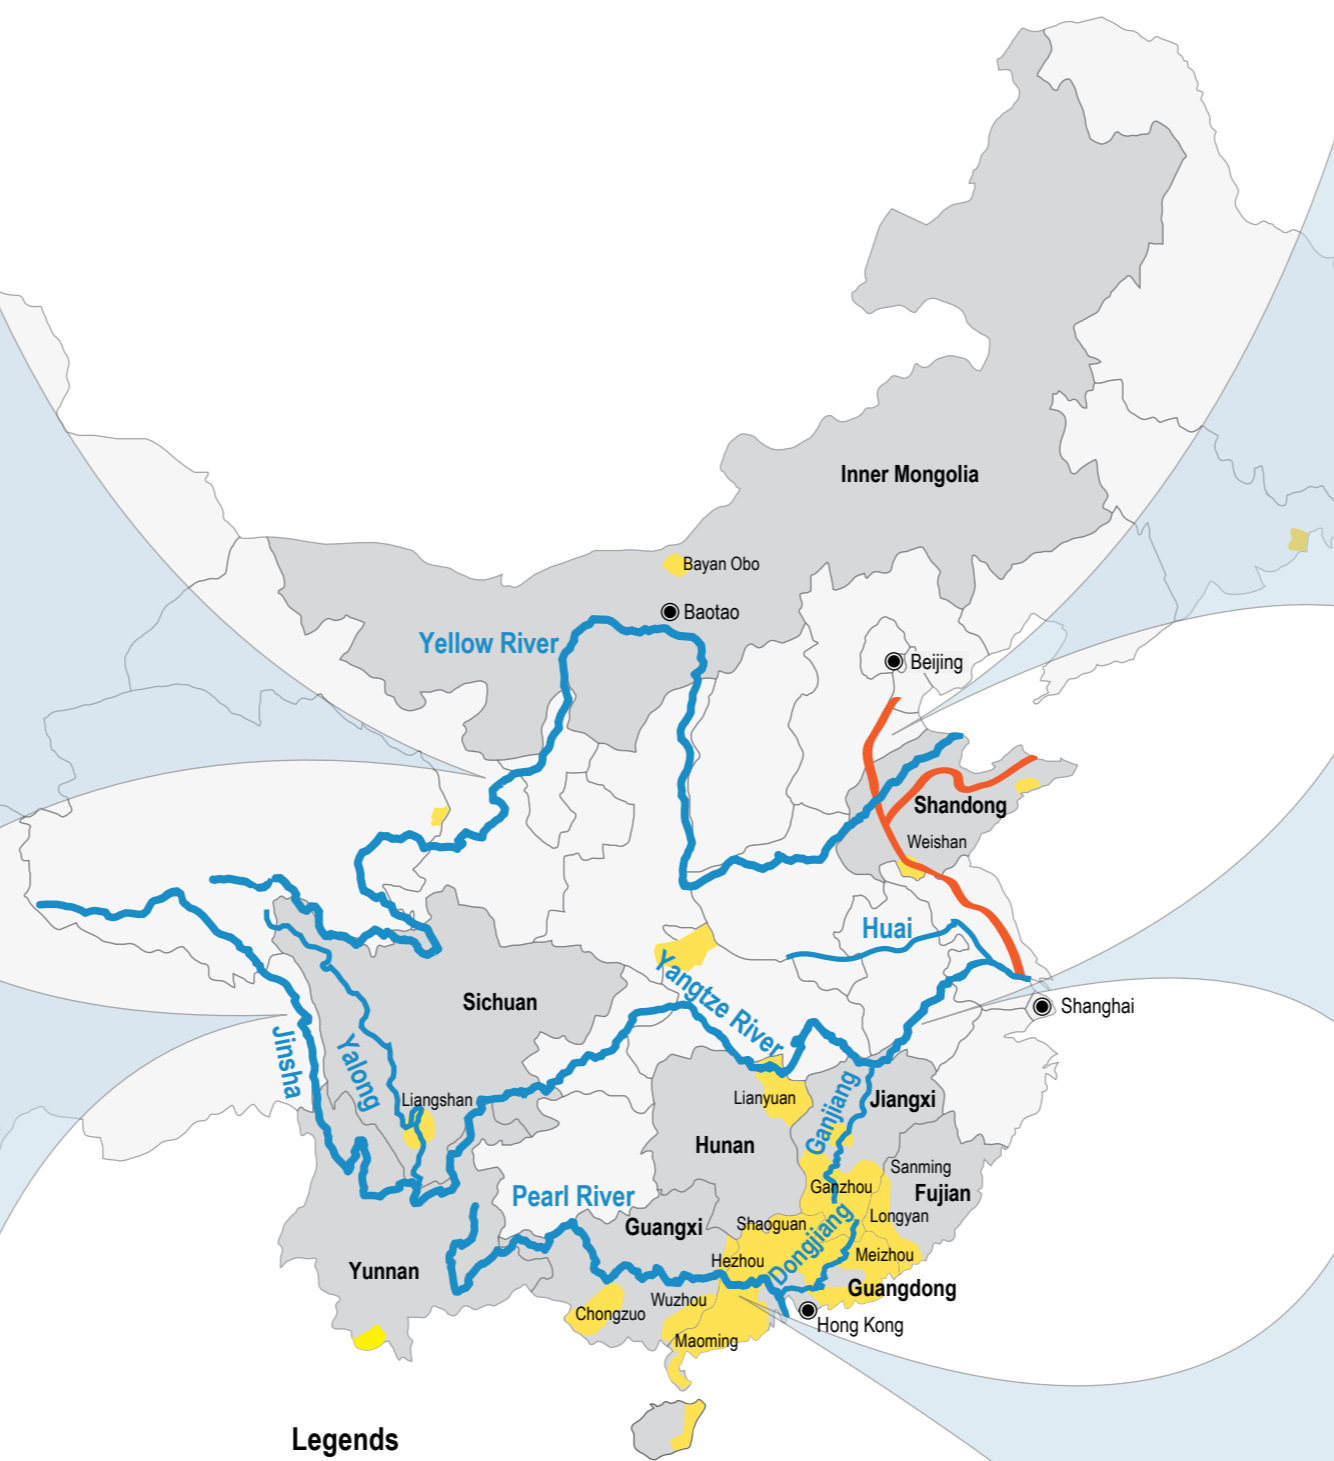 Inner Mongolia
Bayan Obo
Baotao
Yellow River
Beijing
Shandong
Weishan
Huai
Yangtze River
Sichuan
Shanghai
Jinsha
Yalong
Liangshan
Lianyuan
Ganjiang
Jiangxi
Hunan
Sanming
Ganzhou
Fujian
Pearl River
Longyan
Guangxi
Shaoguan
Dongjiang
Meizhou
Hezhou
Yunnan
Guangdong
Wuzhou
Chongzuo
Hong Kong
Maoming
Legends